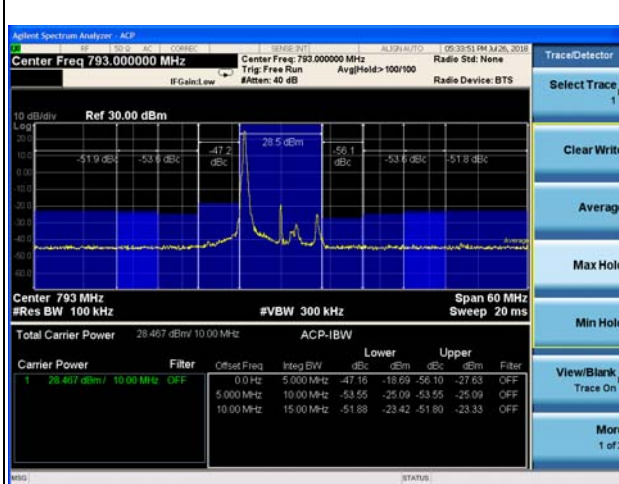 Agilent Spectrum Analyzer - ACP
RF 50 Ω AC CORREC SENSE:INT ALIGN AUTO 05:33:51 PM Jul 26, 2018
Center Freq 793.000000 MHz Center Freq: 793.000000 MHz Radio Std: None Trace/Detector
Trig: Free Run Avg|Hold:> 100/100
IFGain:Low #Atten: 40 dB Radio Device: BTS
Select Trace
1
10 dB/div Ref 30.00 dBm
Log
20.0
10.0
0.00
-10.0
-20.0
-30.0
-40.0
-50.0
-60.0
-51.9 dBc -53.6 dBc -47.2 dBc 28.5 dBm -56.1 dBc -53.6 dBc -51.8 dBc
Average
Clear Write
Average
Max Hold
Center 793 MHz Span 60 MHz
#Res BW 100 kHz #VBW 300 kHz Sweep 20 ms
Min Hold
Total Carrier Power 28.467 dBm/ 10.00 MHz ACP-IBW
Lower Upper
Carrier Power Filter Offset Freq Integ BW dBc dBm dBc dBm Filter
1 28.467 dBm / 10.00 MHz OFF 0.0 Hz 5.000 MHz -47.16 -18.69 -56.10 -27.63 OFF
5.000 MHz 10.00 MHz -53.55 -25.09 -53.55 -25.09 OFF
10.00 MHz 15.00 MHz -51.88 -23.42 -51.80 -23.33 OFF
View/Blank
Trace On
More
1 of
MSG STATUS